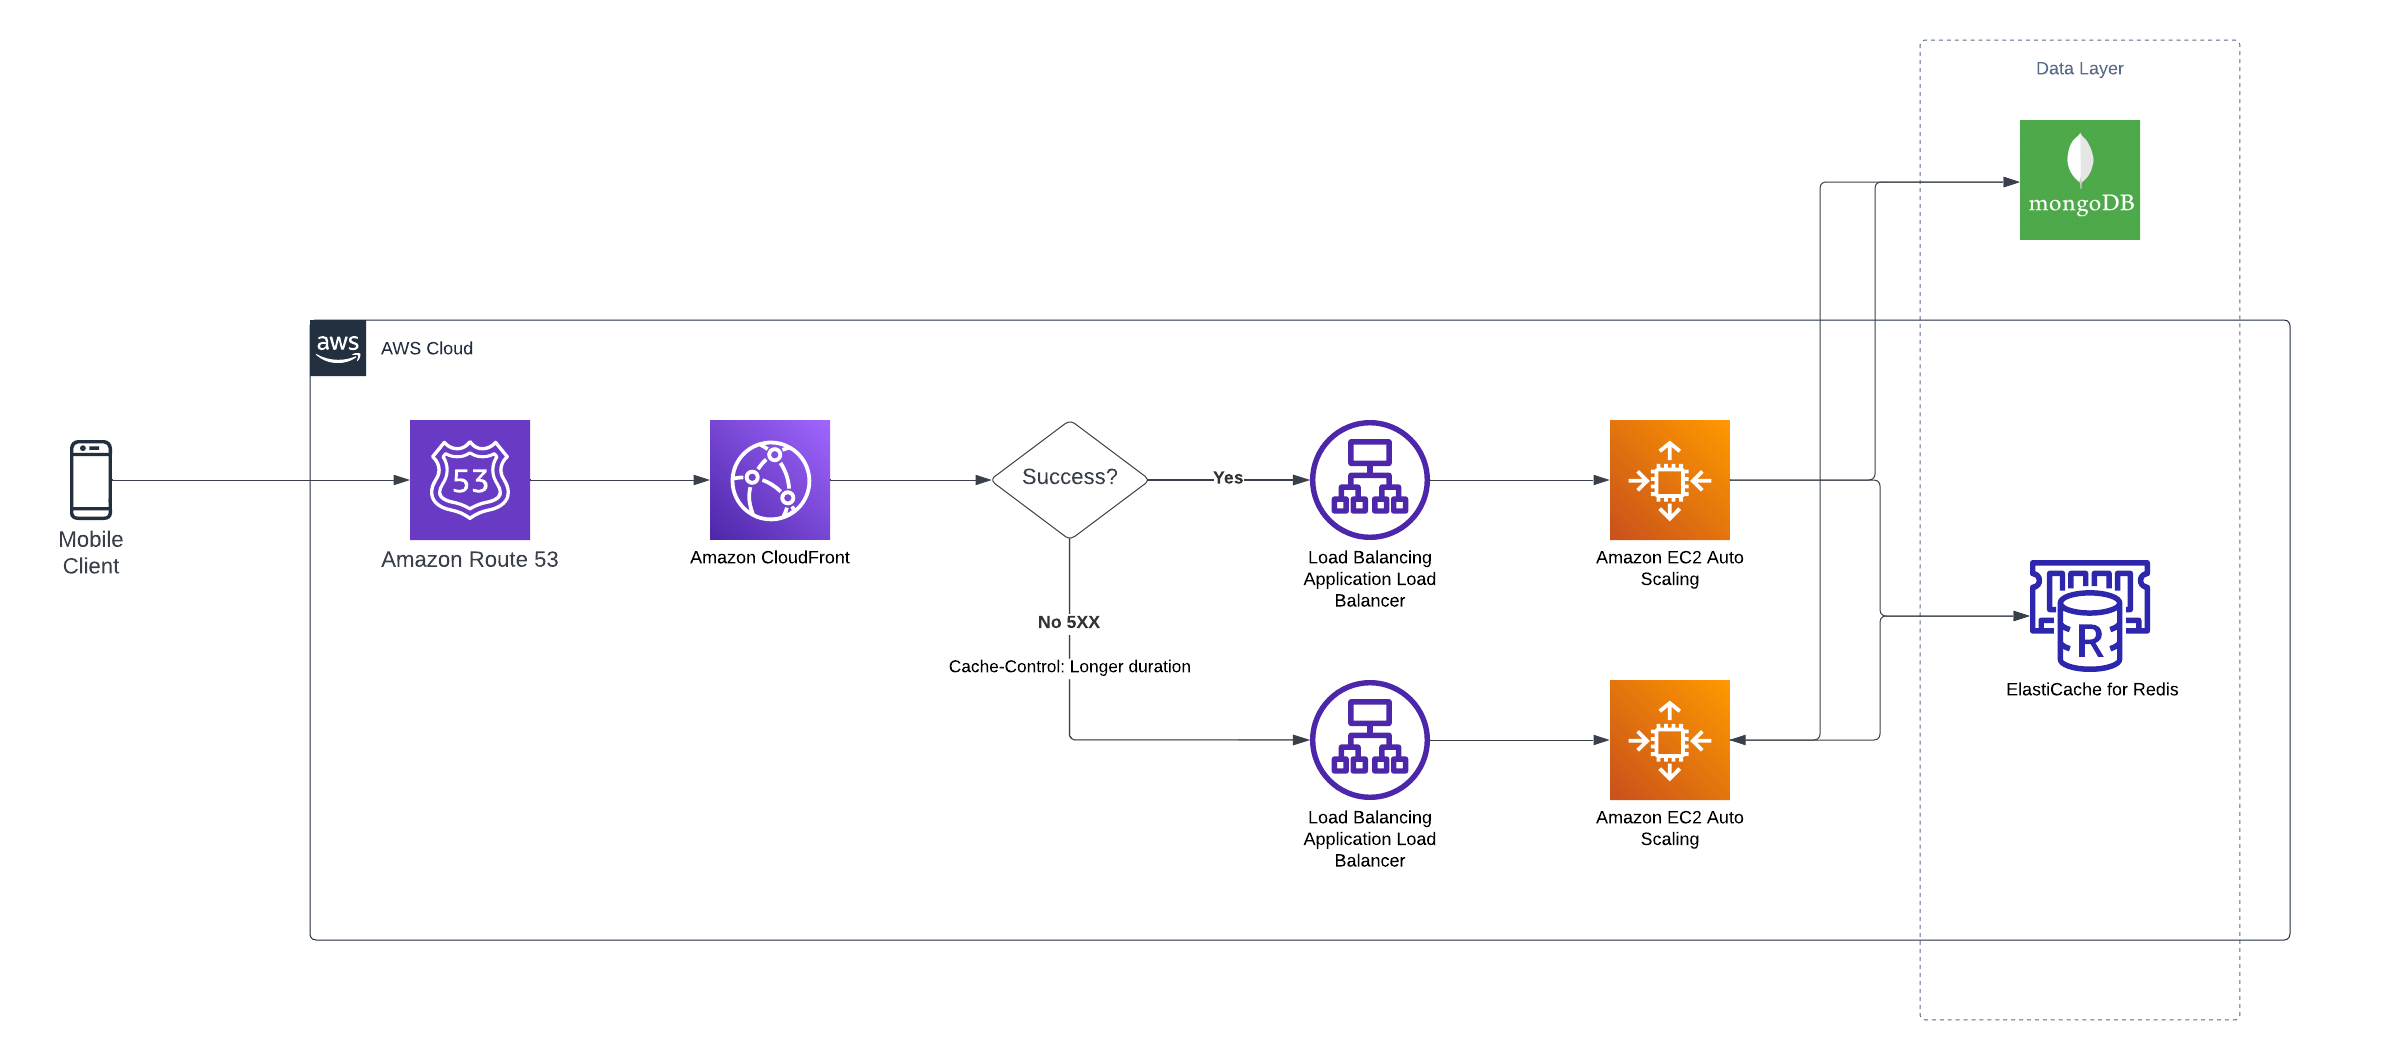 Data Layer
mongoDB
aws
AWS Cloud
53
Success?
Yes
Mobile
Client
Amazon Route 53
Amazon CloudFront
Load Balancing
Application Load
Balancer
Amazon EC2 Auto
Scaling
No 5XX
Cache-Control: Longer duration
R
ElastiCache for Redis
Load Balancing
Application Load
Balancer
Amazon EC2 Auto
Scaling